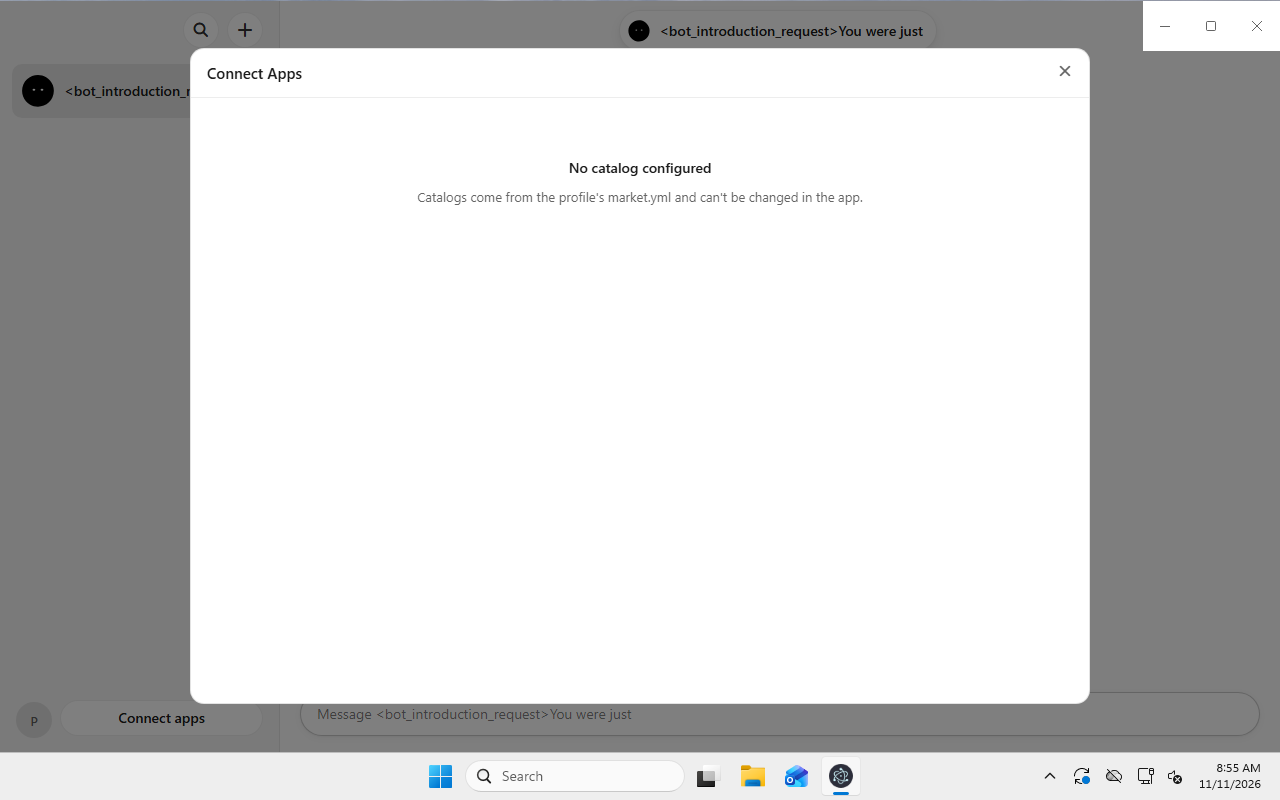 <bot_introduction_request>You were just
<bot_introduction_r
Connect Apps
No catalog configured
Catalogs come from the profile's market.yml and can't be changed in the app.
P
Connect apps
Message <bot_introduction_request>You were just
Search
8:55 AM
11/11/2026